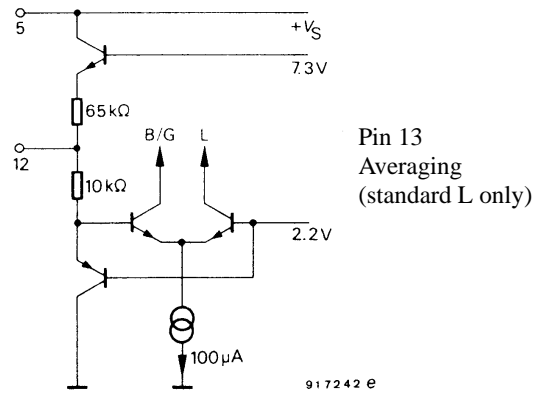 5
+VS
7.3V
65kΩ
12
B/G
L
Pin 13
Averaging
(standard L only)
10kΩ
2.2V
100µA
917242 e